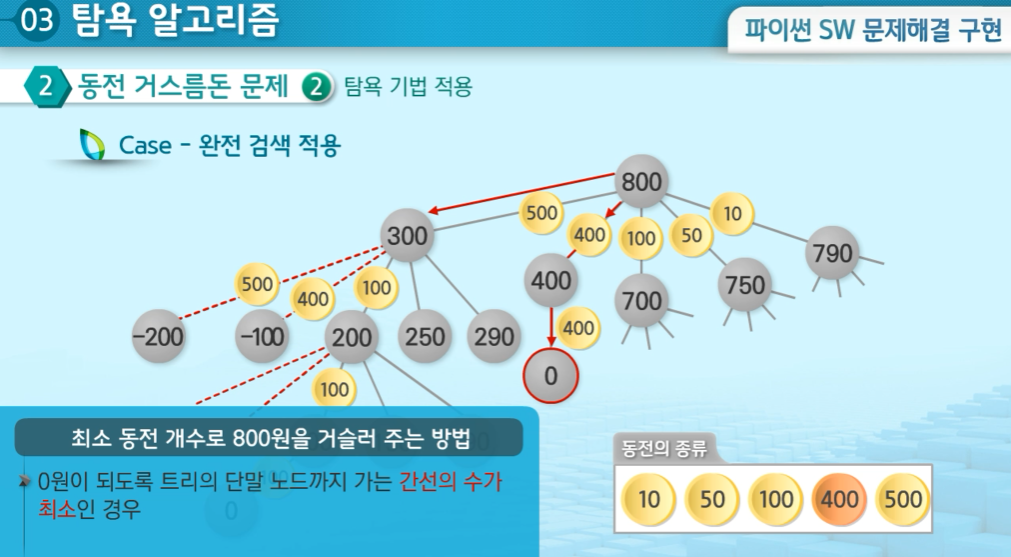 03 탐욕 알고리즘
파이썬 SW 문제해결 구현
2 동전 거스름돈 문제 2 탐욕 기법 적용
Case - 완전 검색 적용
800
500
400
100
50
10
300
400
700
750
790
500
400
100
400
-200
-100
200
250
290
0
100
최소 동전 개수로 800원을 거슬러 주는 방법
0원이 되도록 트리의 단말 노드까지 가는 간선의 수가
최소인 경우
0
동전의 종류
10 50 100 400 500